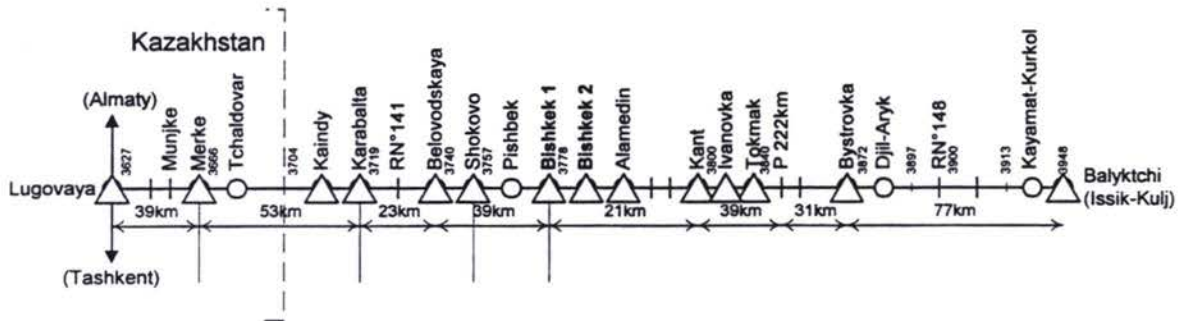 Kazakhstan
(Almaty)
Lugovaya
(Tashkent)
3627
Munjke
Merke
3666
Tchaldovar
3704
Kaindy
Karabalta
3719
RN°141
Belovodskaya
3740
Shokovo
3757
Pishbek
Bishkek 1
3778
Bishkek 2
Alamedin
Kant
3800
Ivanovka
Tokmak
3840
P 222km
Bystrovka
3872
Djil-Aryk
3897
RN°148
3900
3913
Kayamat-Kurkol
3948
Balyktchi
(Issik-Kulj)
39km
53km
23km
39km
21km
39km
31km
77km